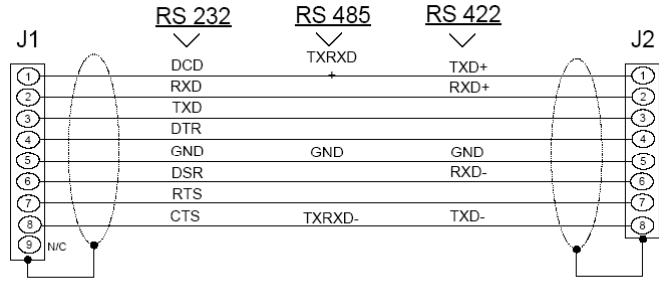 RS 232 RS 485 RS 422
J1 J2
DCD TXRXD TXD+
1 + 1
RXD RXD+
2 2
TXD
3 3
DTR
4 4
GND GND GND
5 5
DSR RXD-
6 6
RTS
7 7
CTS TXRXD- TXD-
8 8
9 N/C